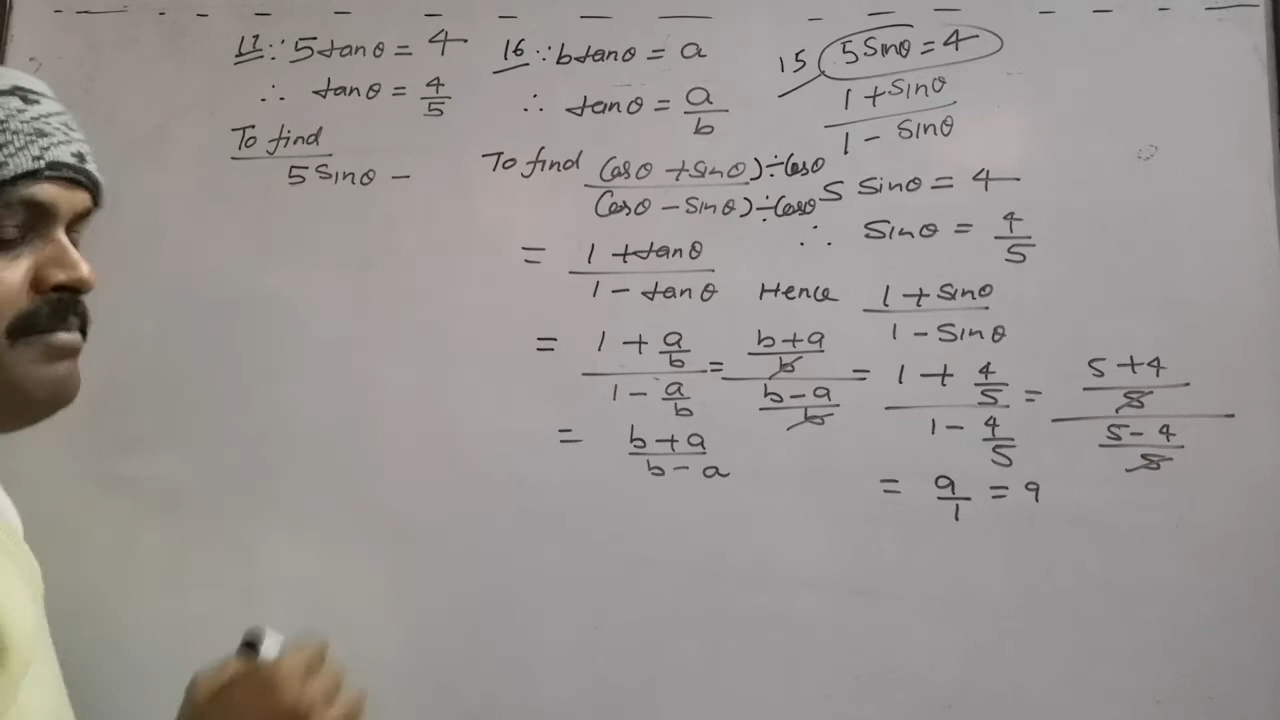 17 ∵ 5tanθ = 4
∴ tanθ = 4/5
To find
5sinθ –
16 ∵ btanθ = a
∴ tanθ = a/b
To find (Cosθ + sinθ) ÷ Cosθ
(Cosθ – sinθ) ÷ Cosθ
= 1 + tanθ
1 – tanθ
= 1 + a/b = b+a/b
1 – a/b b–a/b
= b+a
b–a
15 5sinθ = 4
1 + sinθ
1 – sinθ
5 sinθ = 4
∴ sinθ = 4/5
Hence 1 + sinθ
1 – sinθ
= 1 + 4/5 = 5+4/5
1 – 4/5 5–4/5
= 9/1 = 9